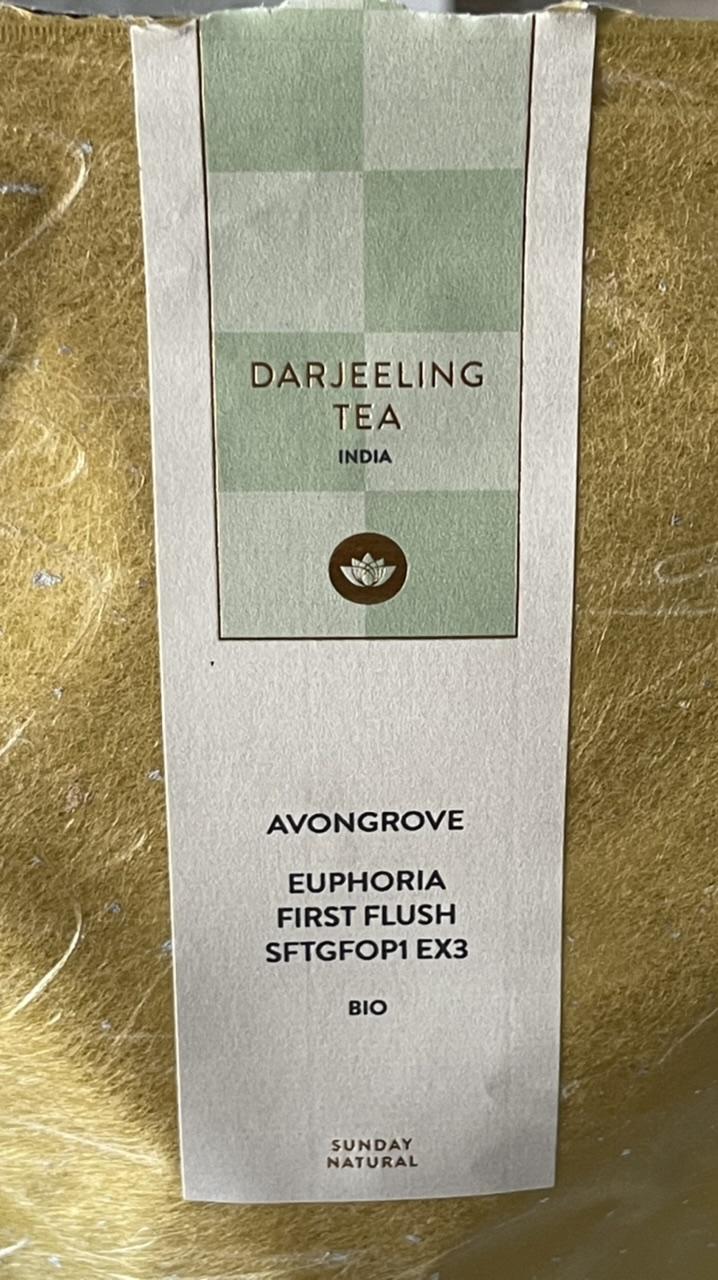 DARJEELING
TEA
INDIA
AVONGROVE
EUPHORIA
FIRST FLUSH
SFTGFOP1 EX3
BIO
SUNDAY
NATURAL